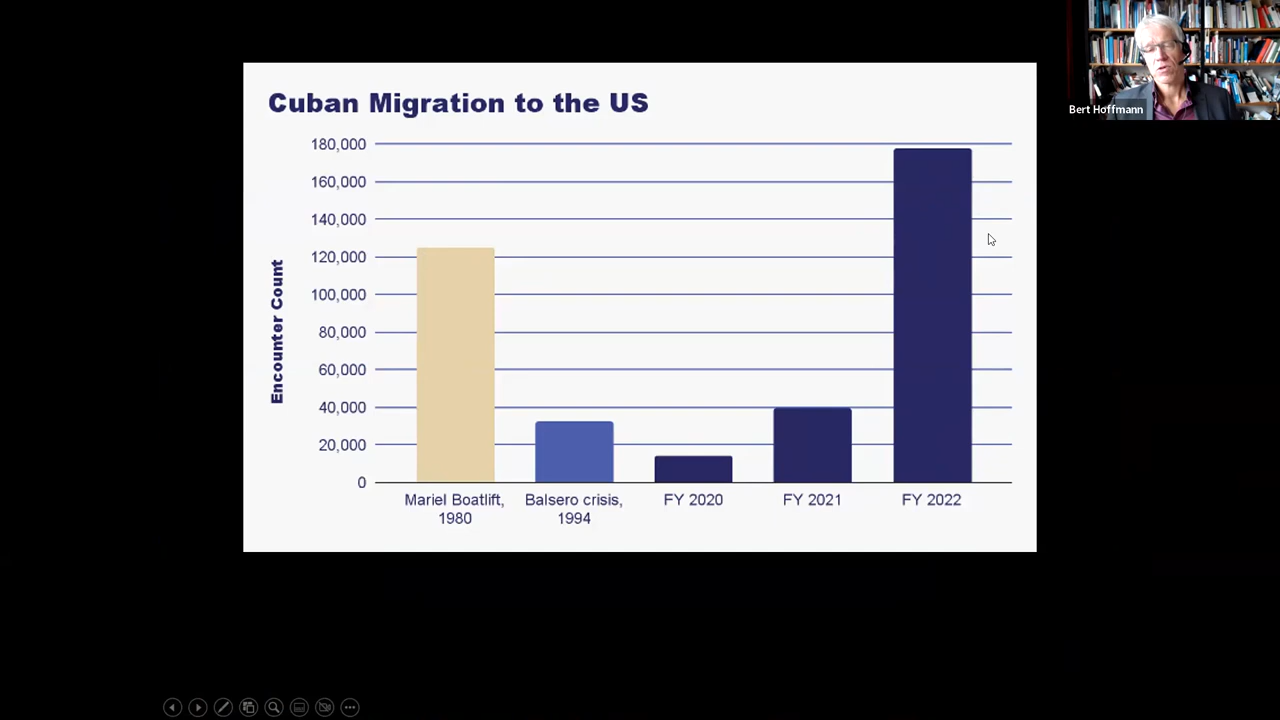 Bert Hoffmann
Cuban Migration to the US
Encounter Count
180,000
160,000
140,000
120,000
100,000
80,000
60,000
40,000
20,000
0
Mariel Boatlift,
1980
Balsero crisis,
1994
FY 2020
FY 2021
FY 2022